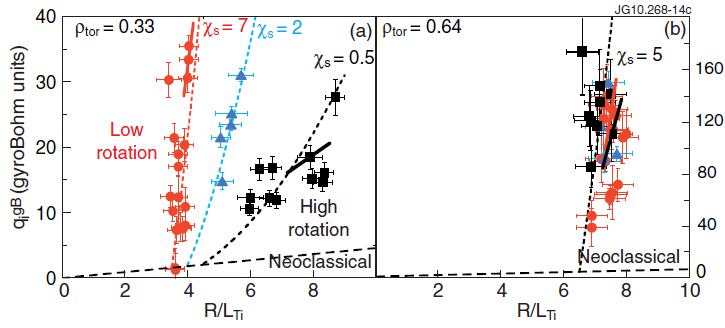 JG10.268-14c
ρtor = 0.33
χs = 7
χs = 2
(a)
χs = 0.5
ρtor = 0.64
(b)
χs = 5
Low
rotation
High
rotation
Neoclassical
Neoclassical
qi gB (gyroBohm units)
40
30
20
10
0
160
120
80
40
0
0 2 4 6 8
2 4 6 8 10
R/LTi
R/LTi